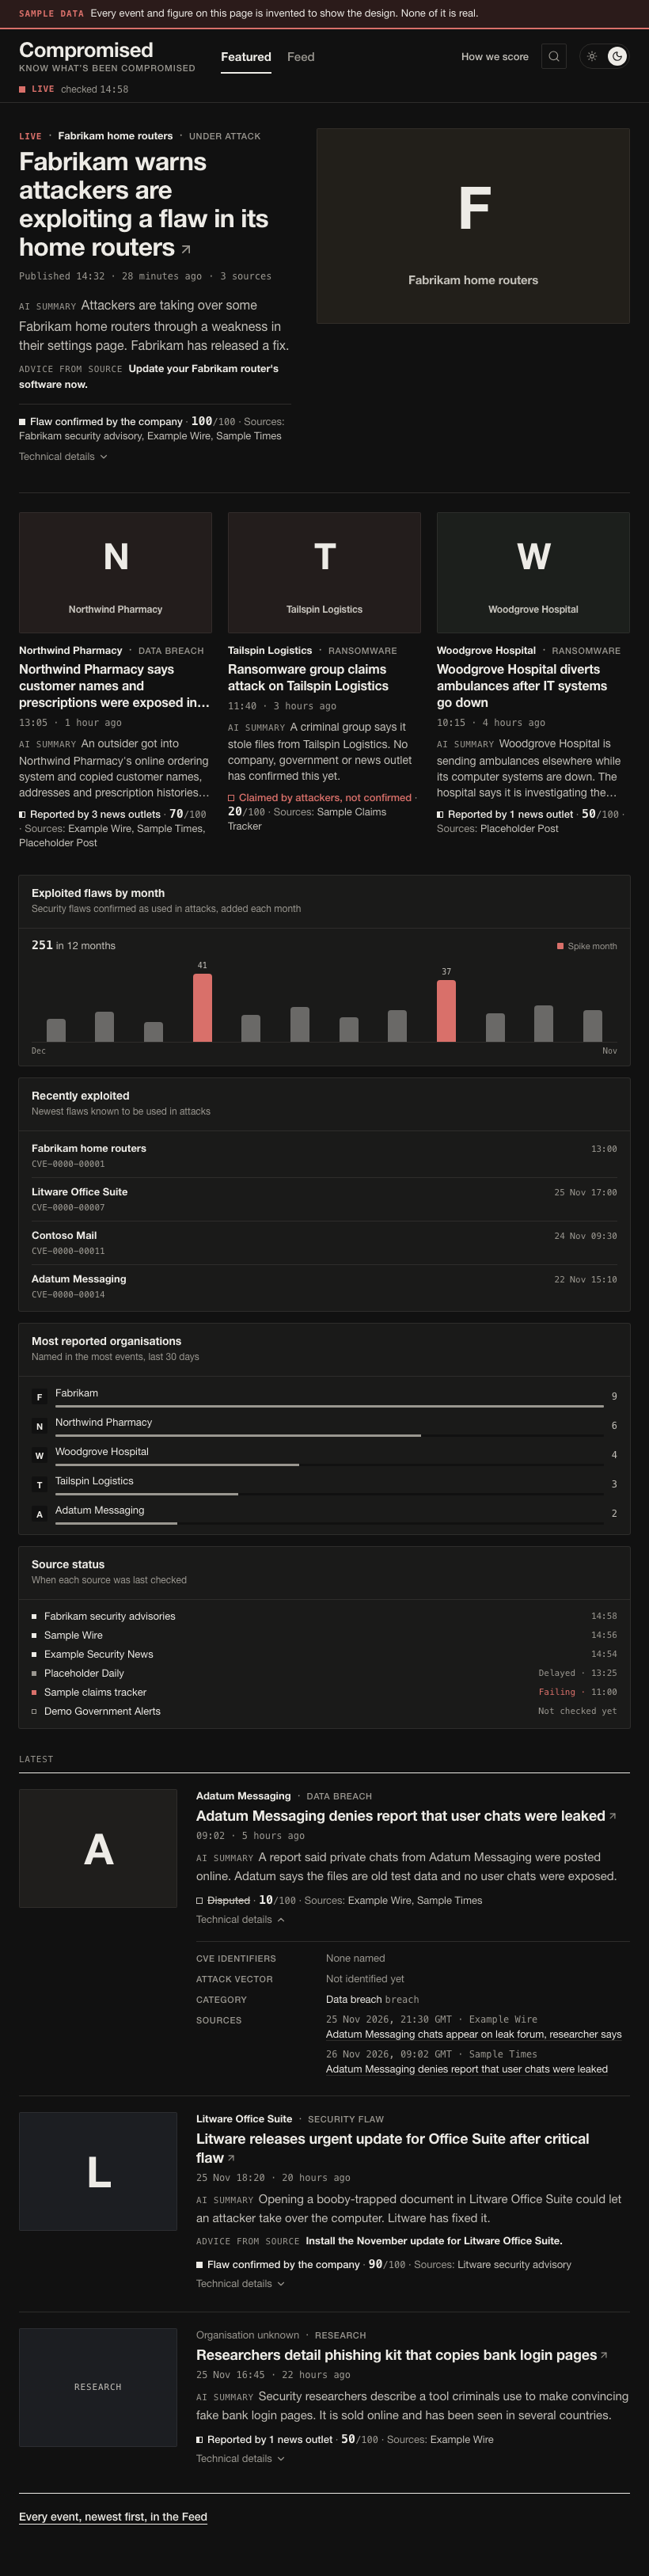 SAMPLE DATA Every event and figure on this page is invented to show the design. None of it is real.
Compromised
KNOW WHAT'S BEEN COMPROMISED
Featured
Feed
How we score
LIVE checked 14:58
LIVE · Fabrikam home routers · UNDER ATTACK
Fabrikam warns
attackers are
exploiting a flaw in its
home routers
Published 14:32 · 28 minutes ago · 3 sources
AI SUMMARY Attackers are taking over some
Fabrikam home routers through a weakness in
their settings page. Fabrikam has released a fix.
ADVICE FROM SOURCE Update your Fabrikam router's
software now.
Flaw confirmed by the company · 100/100 · Sources:
Fabrikam security advisory, Example Wire, Sample Times
Technical details
F
Fabrikam home routers
N
Northwind Pharmacy
Northwind Pharmacy · DATA BREACH
Northwind Pharmacy says
customer names and
prescriptions were exposed in…
13:05 · 1 hour ago
AI SUMMARY An outsider got into
Northwind Pharmacy's online ordering
system and copied customer names,
addresses and prescription histories…
Reported by 3 news outlets · 70/100
· Sources: Example Wire, Sample Times,
Placeholder Post
T
Tailspin Logistics
Tailspin Logistics · RANSOMWARE
Ransomware group claims
attack on Tailspin Logistics
11:40 · 3 hours ago
AI SUMMARY A criminal group says it
stole files from Tailspin Logistics. No
company, government or news outlet
has confirmed this yet.
Claimed by attackers, not confirmed ·
20/100 · Sources: Sample Claims
Tracker
W
Woodgrove Hospital
Woodgrove Hospital · RANSOMWARE
Woodgrove Hospital diverts
ambulances after IT systems
go down
10:15 · 4 hours ago
AI SUMMARY Woodgrove Hospital is
sending ambulances elsewhere while
its computer systems are down. The
hospital says it is investigating the…
Reported by 1 news outlet · 50/100 ·
Sources: Placeholder Post
Exploited flaws by month
Security flaws confirmed as used in attacks, added each month
251 in 12 months
Spike month
41
37
Dec
Nov
Recently exploited
Newest flaws known to be used in attacks
Fabrikam home routers 13:00
CVE-0000-00001
Litware Office Suite 25 Nov 17:00
CVE-0000-00007
Contoso Mail 24 Nov 09:30
CVE-0000-00011
Adatum Messaging 22 Nov 15:10
CVE-0000-00014
Most reported organisations
Named in the most events, last 30 days
F Fabrikam 9
N Northwind Pharmacy 6
W Woodgrove Hospital 4
T Tailspin Logistics 3
A Adatum Messaging 2
Source status
When each source was last checked
Fabrikam security advisories 14:58
Sample Wire 14:56
Example Security News 14:54
Placeholder Daily Delayed · 13:25
Sample claims tracker Failing · 11:00
Demo Government Alerts Not checked yet
LATEST
A
Adatum Messaging · DATA BREACH
Adatum Messaging denies report that user chats were leaked
09:02 · 5 hours ago
AI SUMMARY A report said private chats from Adatum Messaging were posted
online. Adatum says the files are old test data and no user chats were exposed.
Disputed · 10/100 · Sources: Example Wire, Sample Times
Technical details
CVE IDENTIFIERS None named
ATTACK VECTOR Not identified yet
CATEGORY Data breach breach
SOURCES 25 Nov 2026, 21:30 GMT · Example Wire
Adatum Messaging chats appear on leak forum, researcher says
26 Nov 2026, 09:02 GMT · Sample Times
Adatum Messaging denies report that user chats were leaked
L
Litware Office Suite · SECURITY FLAW
Litware releases urgent update for Office Suite after critical
flaw
25 Nov 18:20 · 20 hours ago
AI SUMMARY Opening a booby-trapped document in Litware Office Suite could let
an attacker take over the computer. Litware has fixed it.
ADVICE FROM SOURCE Install the November update for Litware Office Suite.
Flaw confirmed by the company · 90/100 · Sources: Litware security advisory
Technical details
RESEARCH
Organisation unknown · RESEARCH
Researchers detail phishing kit that copies bank login pages
25 Nov 16:45 · 22 hours ago
AI SUMMARY Security researchers describe a tool criminals use to make convincing
fake bank login pages. It is sold online and has been seen in several countries.
Reported by 1 news outlet · 50/100 · Sources: Example Wire
Technical details
Every event, newest first, in the Feed